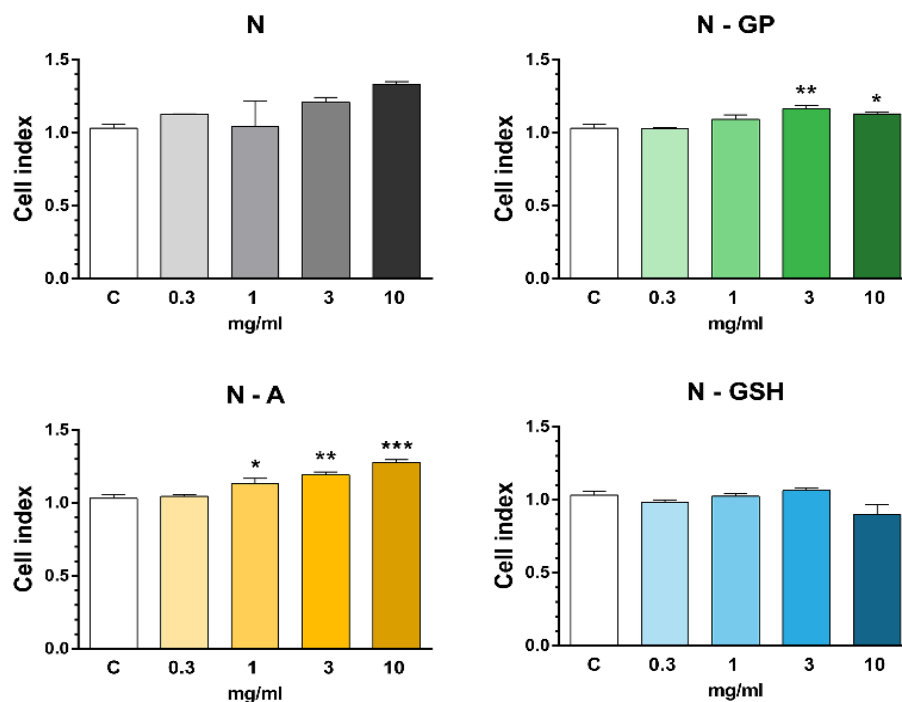 N
1.5
1.0
0.5
0.0
Cell index
C 0.3 1 3 10
mg/ml
N - GP
1.5
1.0
0.5
0.0
Cell index
** *
C 0.3 1 3 10
mg/ml
N - A
1.5
1.0
0.5
0.0
Cell index
* ** ***
C 0.3 1 3 10
mg/ml
N - GSH
1.5
1.0
0.5
0.0
Cell index
C 0.3 1 3 10
mg/ml